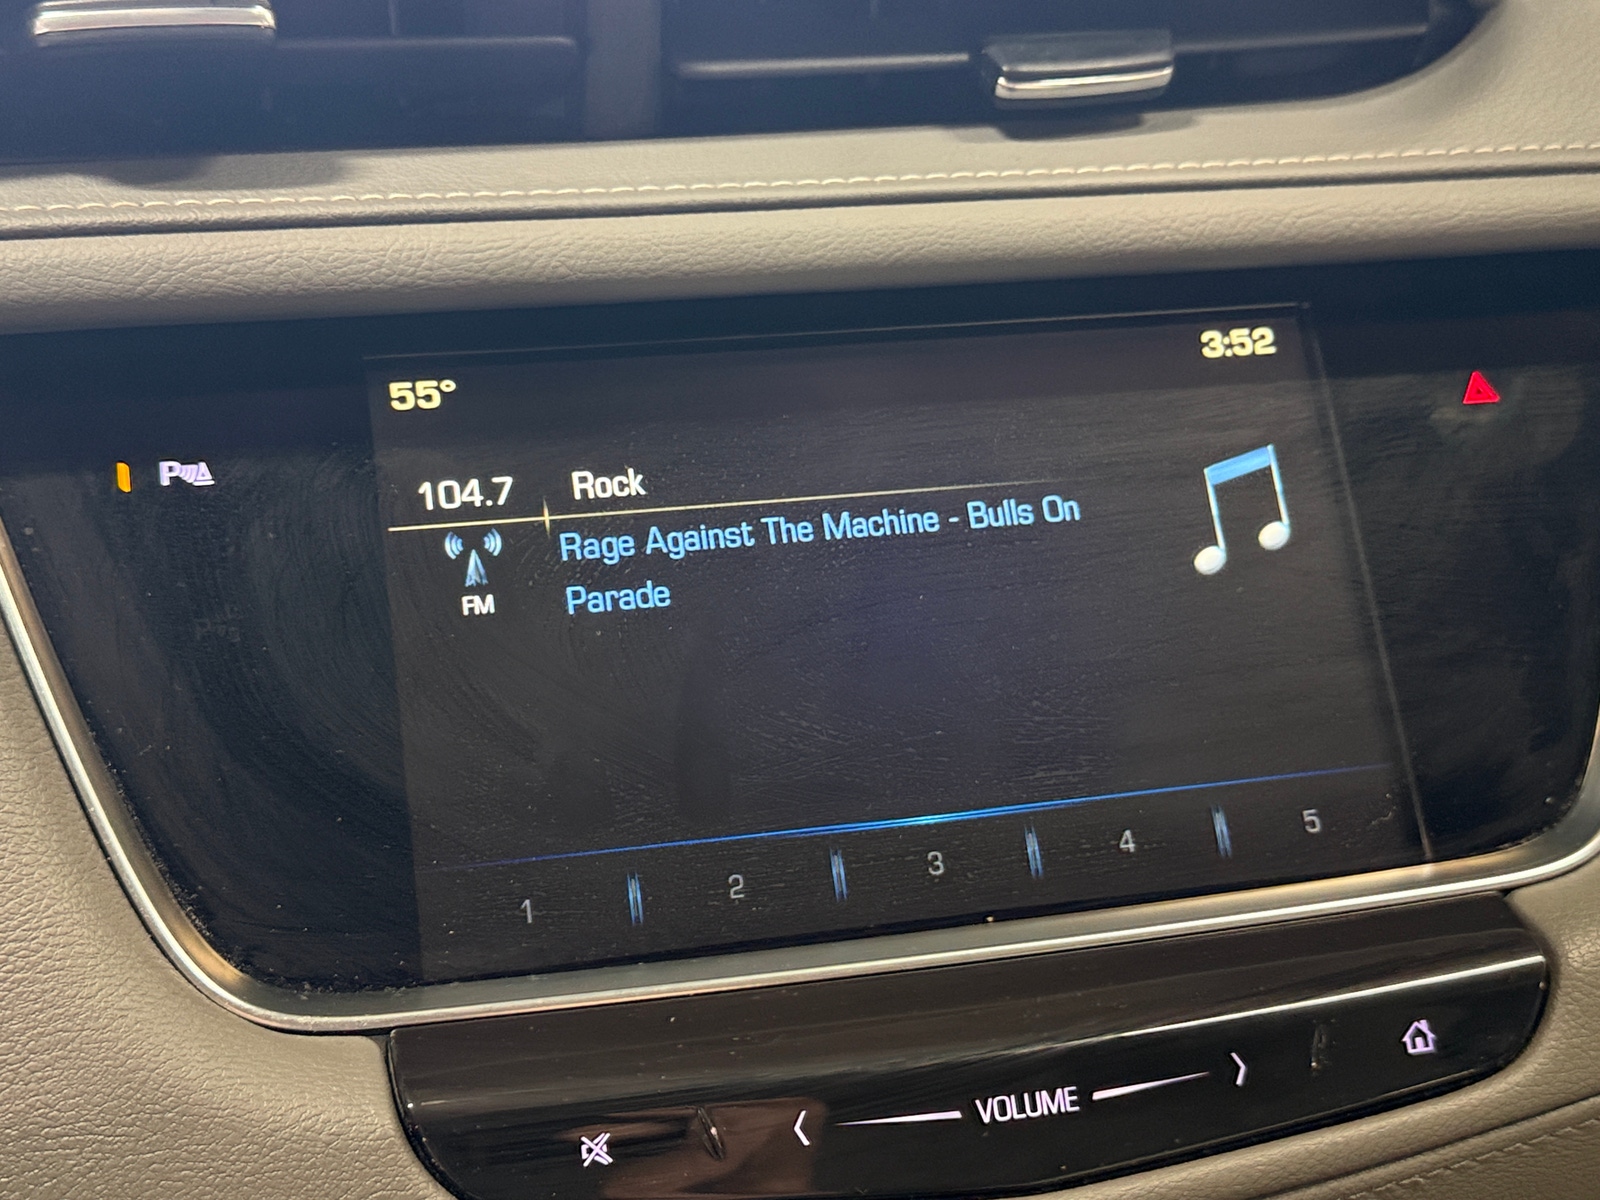 55°
3:52
P
104.7
Rock
Rage Against The Machine - Bulls On
Parade
FM
1
2
3
4
5
VOLUME